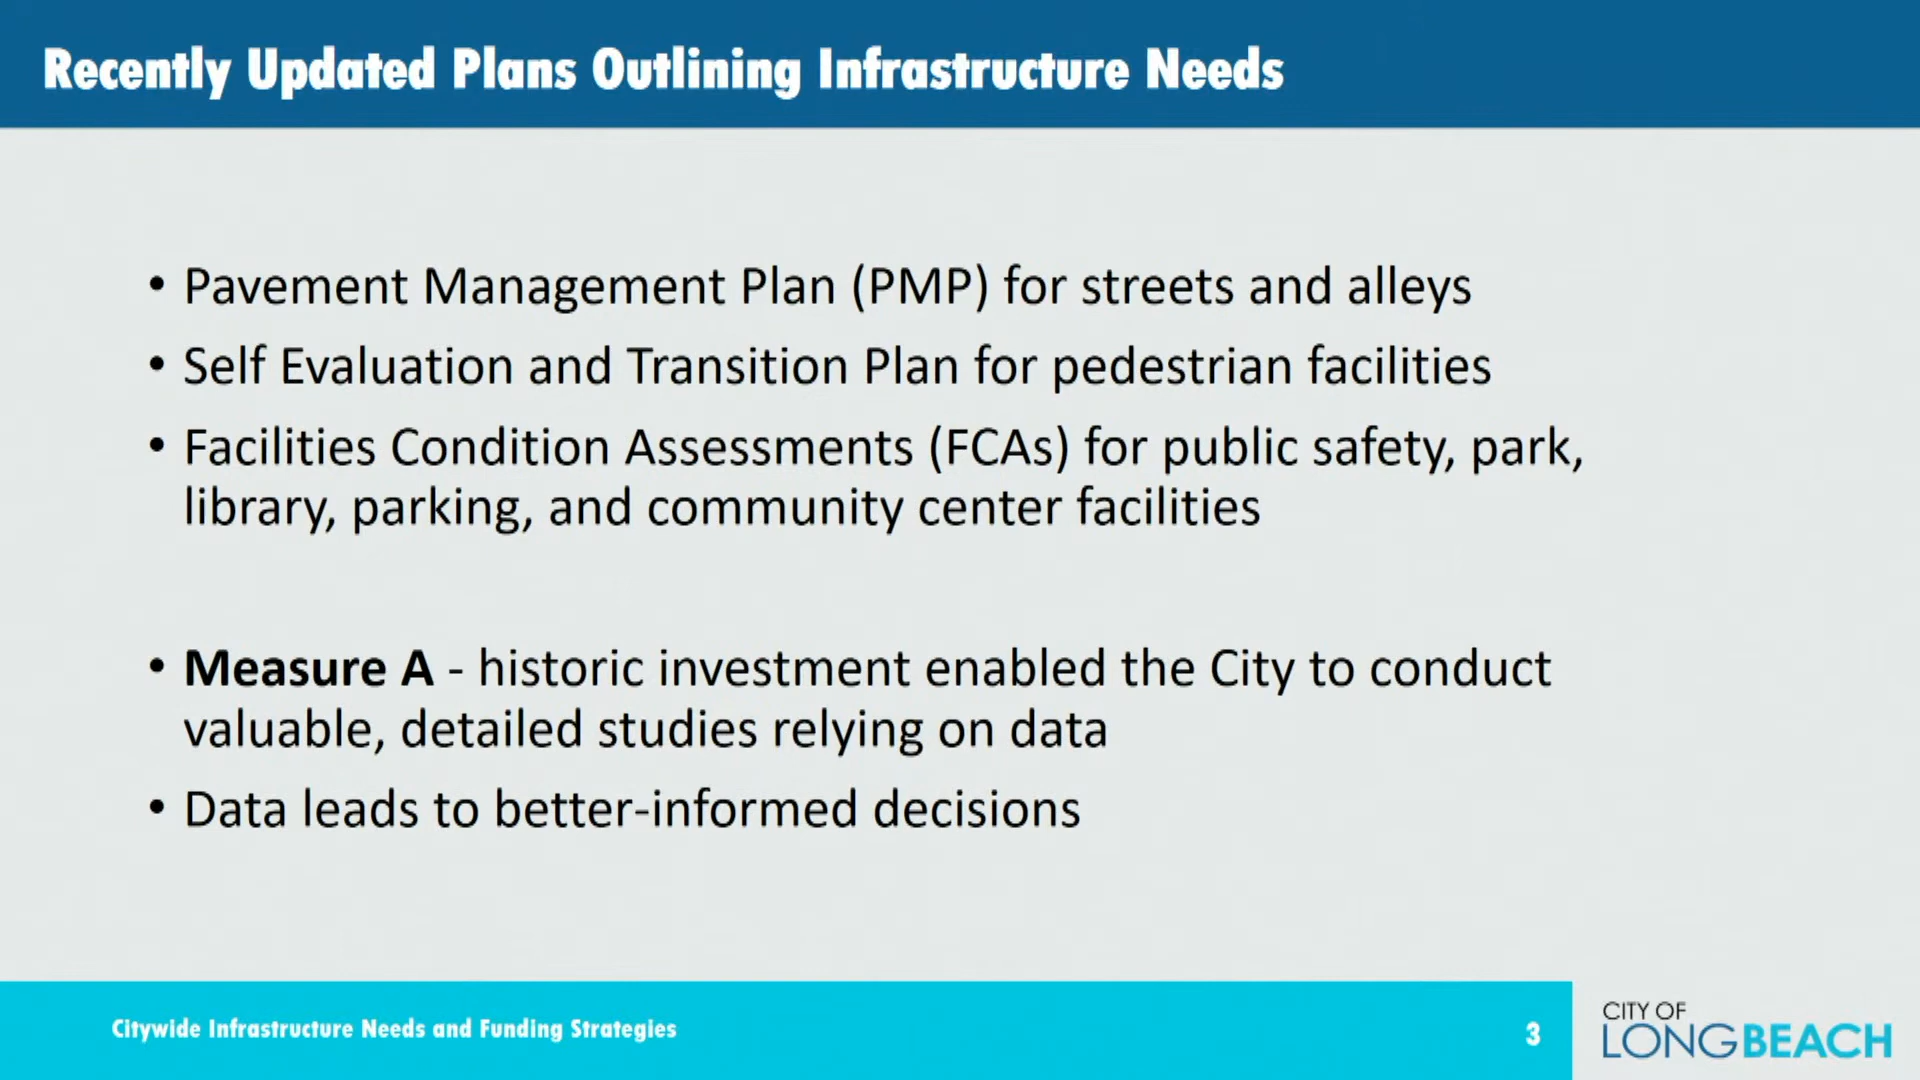 Recently Updated Plans Outlining Infrastructure Needs
• Pavement Management Plan (PMP) for streets and alleys
• Self Evaluation and Transition Plan for pedestrian facilities
• Facilities Condition Assessments (FCAs) for public safety, park,
library, parking, and community center facilities
• Measure A - historic investment enabled the City to conduct
valuable, detailed studies relying on data
• Data leads to better-informed decisions
Citywide Infrastructure Needs and Funding Strategies
3
CITY OF
LONGBEACH